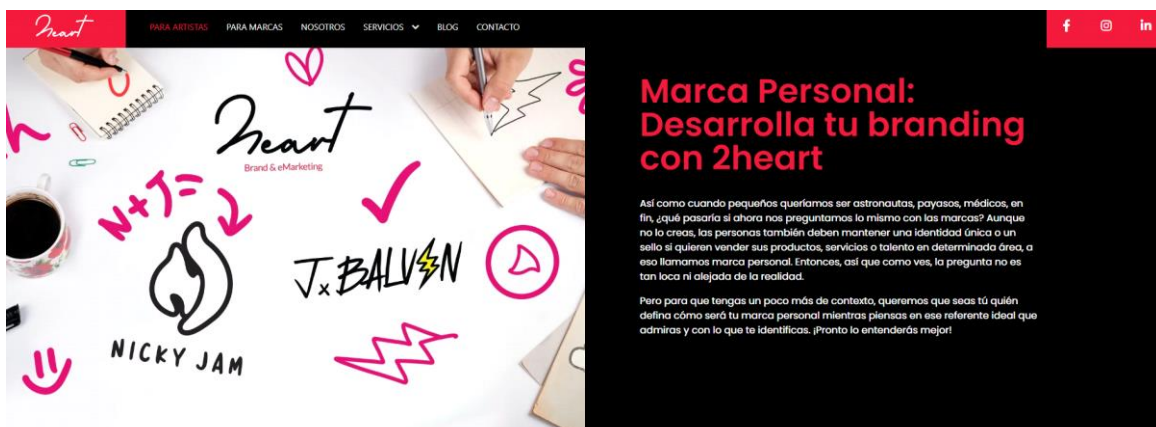 2heart
PARA ARTISTAS PARA MARCAS NOSOTROS SERVICIOS BLOG CONTACTO
f in
2heart
Brand & eMarketing
N+J=
NICKY JAM
J.BALVIN
Marca Personal:
Desarrolla tu branding
con 2heart
Así como cuando pequeños queríamos ser astronautas, payasos, médicos, en
fin, ¿qué pasaría si ahora nos preguntamos lo mismo con las marcas? Aunque
no lo creas, las personas también deben mantener una identidad única o un
sello si quieren vender sus productos, servicios o talento en determinada área, a
eso llamamos marca personal. Entonces, así que como ves, la pregunta no es
tan loca ni alejada de la realidad.
Pero para que tengas un poco más de contexto, queremos que seas tú quién
defina cómo será tu marca personal mientras piensas en ese referente ideal que
admiras y con lo que te identificas. ¡Pronto lo entenderás mejor!